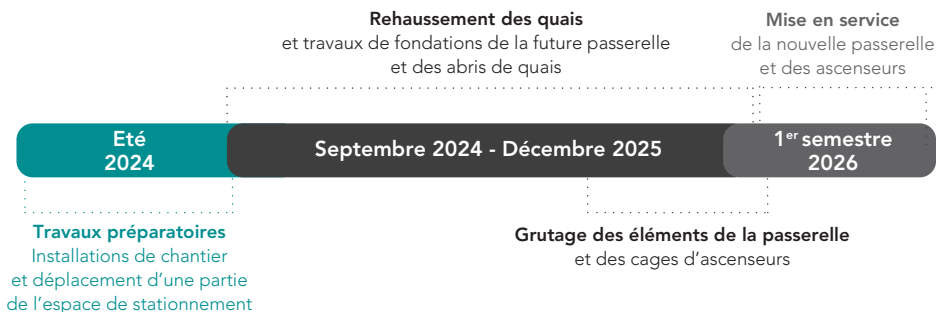 Rehaussement des quais
et travaux de fondations de la future passerelle
et des abris de quais
Mise en service
de la nouvelle passerelle
et des ascenseurs
Eté
2024
Septembre 2024 - Décembre 2025
1er semestre
2026
Travaux préparatoires
Installations de chantier
et déplacement d’une partie
de l’espace de stationnement
Grutage des éléments de la passerelle
et des cages d’ascenseurs